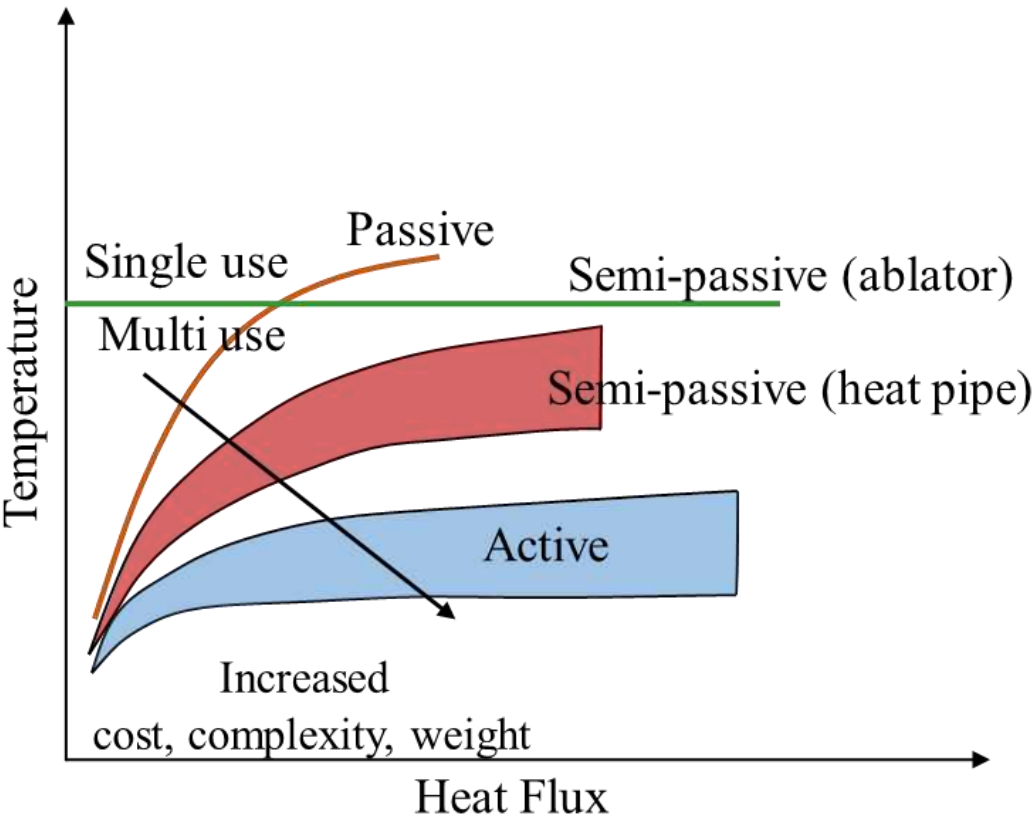 Passive
Single use
Semi-passive (ablator)
Multi use
Semi-passive (heat pipe)
Temperature
Active
Increased
cost, complexity, weight
Heat Flux